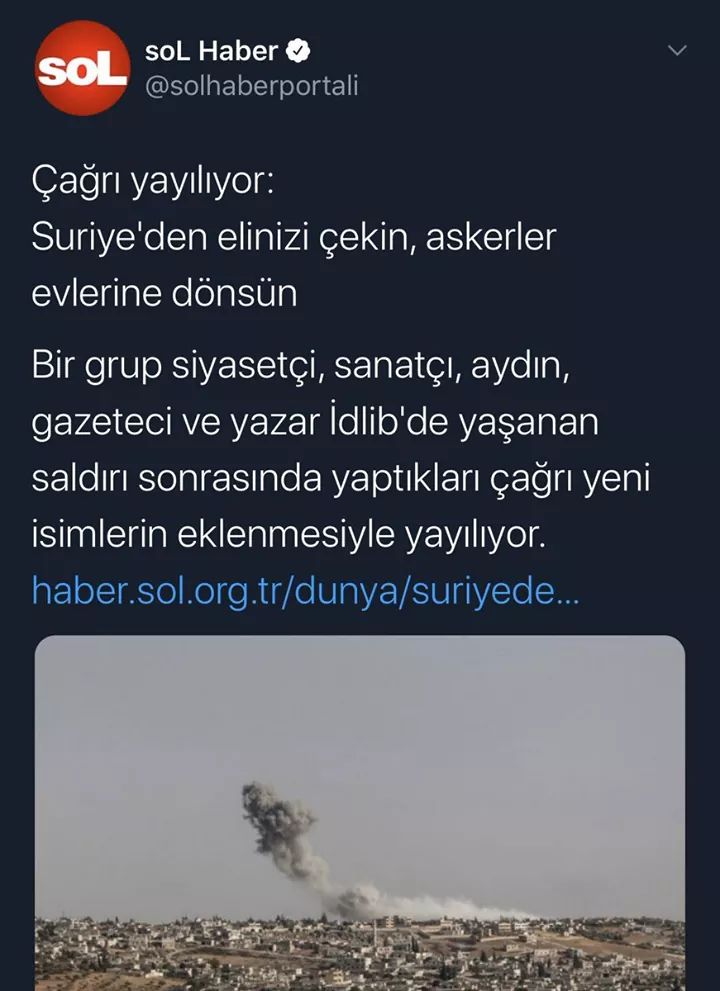 soL
soL Haber
@solhaberportali
Çağrı yayılıyor:
Suriye'den elinizi çekin, askerler
evlerine dönsün
Bir grup siyasetçi, sanatçı, aydın,
gazeteci ve yazar İdlib'de yaşanan
saldırı sonrasında yaptıkları çağrı yeni
isimlerin eklenmesiyle yayılıyor.
haber.sol.org.tr/dunya/suriyede...